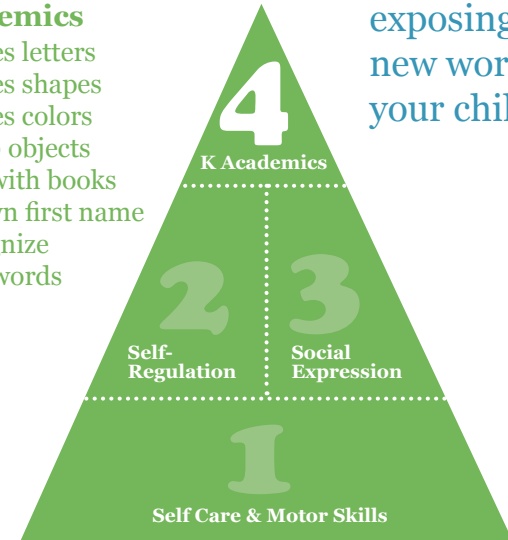 emics
es letters
es shapes
es colors
objects
with books
n first name
nize
words
exposing
new wor
your chil
4
K Academics
2
Self-
Regulation
3
Social
Expression
1
Self Care & Motor Skills